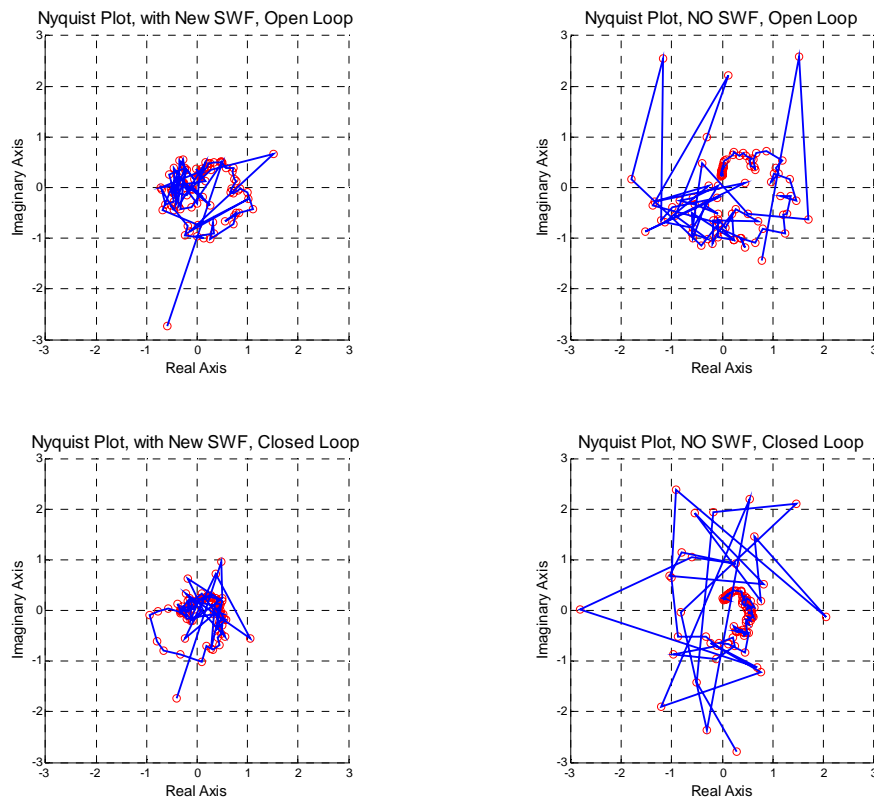 Nyquist Plot, with New SWF, Open Loop
3
2
1
0
-1
-2
-3
-3 -2 -1 0 1 2 3
Imaginary Axis
Real Axis
Nyquist Plot, NO SWF, Open Loop
3
2
1
0
-1
-2
-3
-3 -2 -1 0 1 2 3
Imaginary Axis
Real Axis
Nyquist Plot, with New SWF, Closed Loop
3
2
1
0
-1
-2
-3
-3 -2 -1 0 1 2 3
Imaginary Axis
Real Axis
Nyquist Plot, NO SWF, Closed Loop
3
2
1
0
-1
-2
-3
-3 -2 -1 0 1 2 3
Imaginary Axis
Real Axis